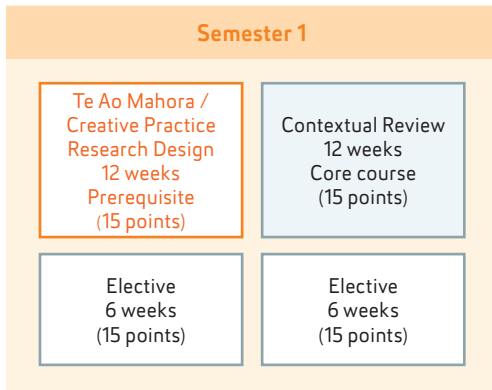 Semester 1
Te Ao Mahora /
Creative Practice
Research Design
12 weeks
Prerequisite
(15 points)
Contextual Review
12 weeks
Core course
(15 points)
Elective
6 weeks
(15 points)
Elective
6 weeks
(15 points)